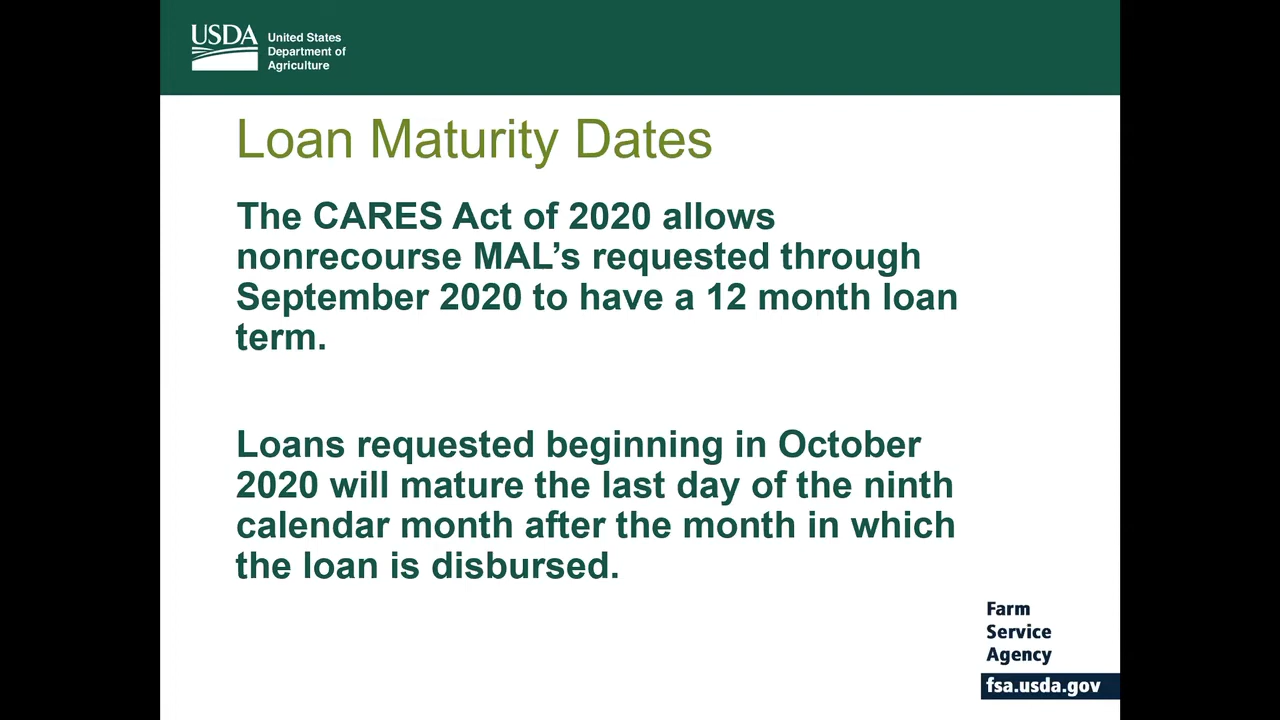 USDA
United States
Department of
Agriculture
Loan Maturity Dates
The CARES Act of 2020 allows
nonrecourse MAL’s requested through
September 2020 to have a 12 month loan
term.
Loans requested beginning in October
2020 will mature the last day of the ninth
calendar month after the month in which
the loan is disbursed.
Farm
Service
Agency
fsa.usda.gov